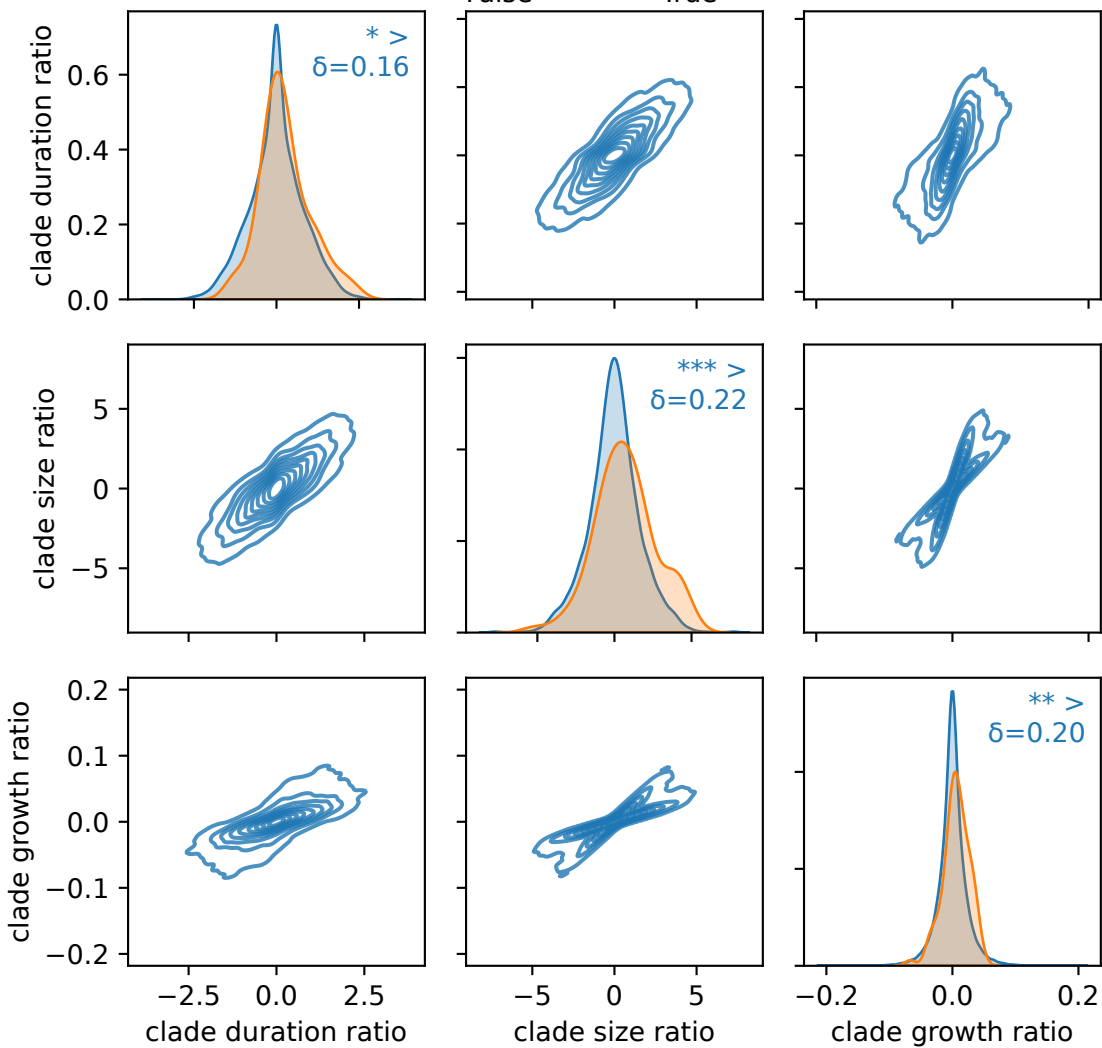 clade duration ratio
0.6
0.4
0.2
0.0
* >
δ=0.16
True
clade size ratio
5
0
−5
*** >
δ=0.22
clade growth ratio
0.2
0.1
0.0
−0.1
−0.2
** >
δ=0.20
−2.5 0.0 2.5
−5 0 5
−0.2 0.0 0.2
clade duration ratio
clade size ratio
clade growth ratio